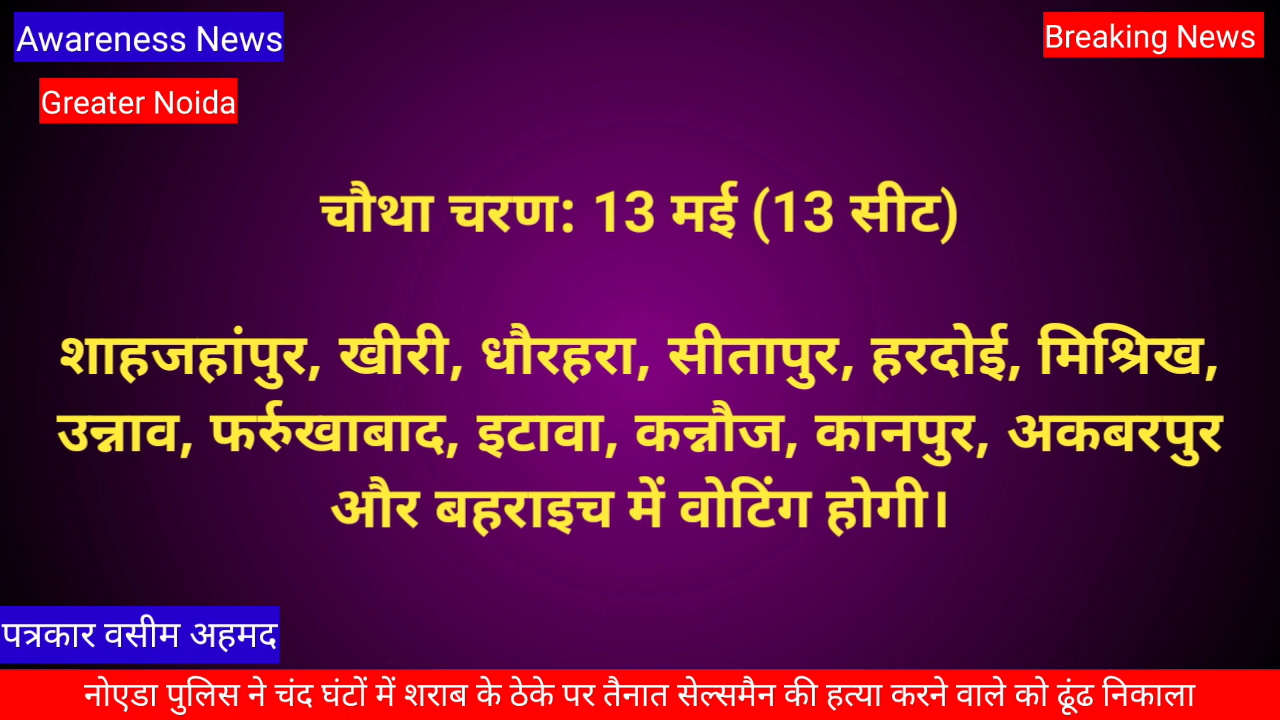 Awareness News
Breaking News
Greater Noida
चौथा चरण: 13 मई (13 सीट)
शाहजहांपुर, खीरी, धौरहरा, सीतापुर, हरदोई, मिश्रिख,
उन्नाव, फर्रुखाबाद, इटावा, कन्नौज, कानपुर, अकबरपुर
और बहराइच में वोटिंग होगी।
पत्रकार वसीम अहमद
नोएडा पुलिस ने चंद घंटों में शराब के ठेके पर तैनात सेल्समैन की हत्या करने वाले को ढूंढ निकाला